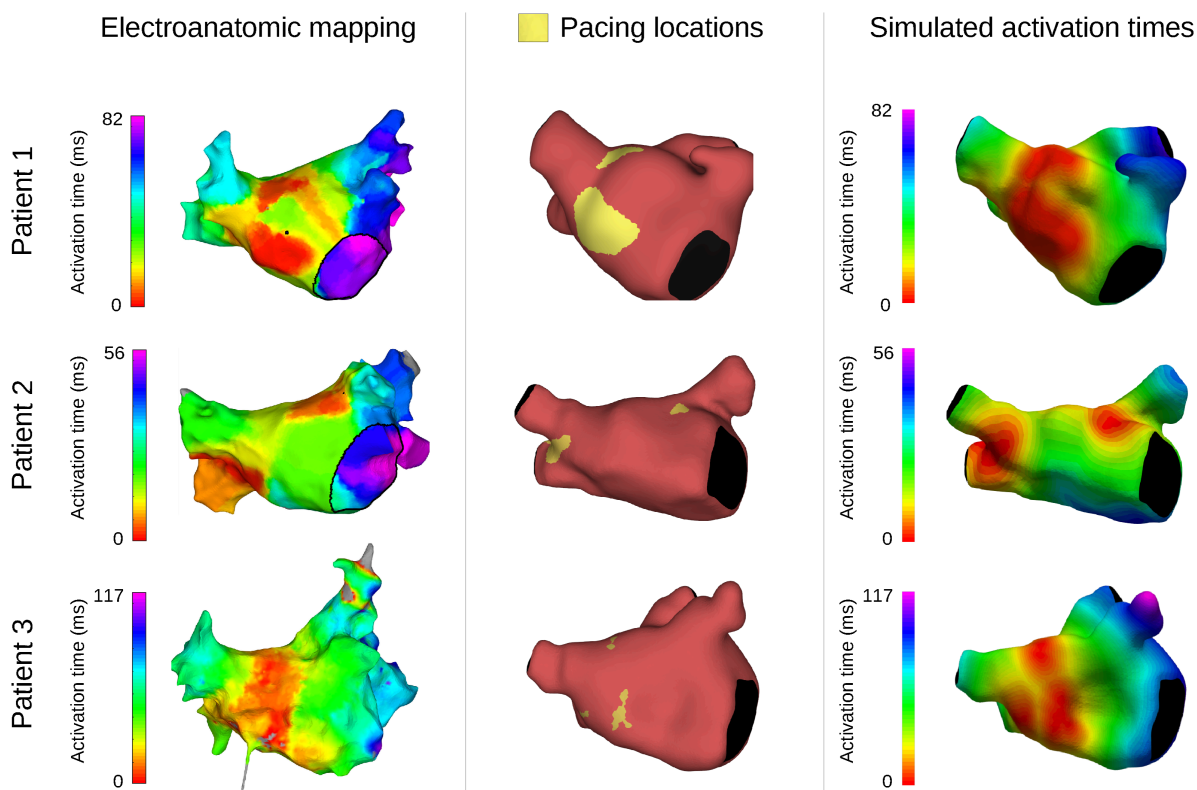 Electroanatomic mapping
Pacing locations
Simulated activation times
Patient 1
Activation time (ms)
82
0
Activation time (ms)
82
0
Patient 2
Activation time (ms)
56
0
Activation time (ms)
56
0
Patient 3
Activation time (ms)
117
0
Activation time (ms)
117
0